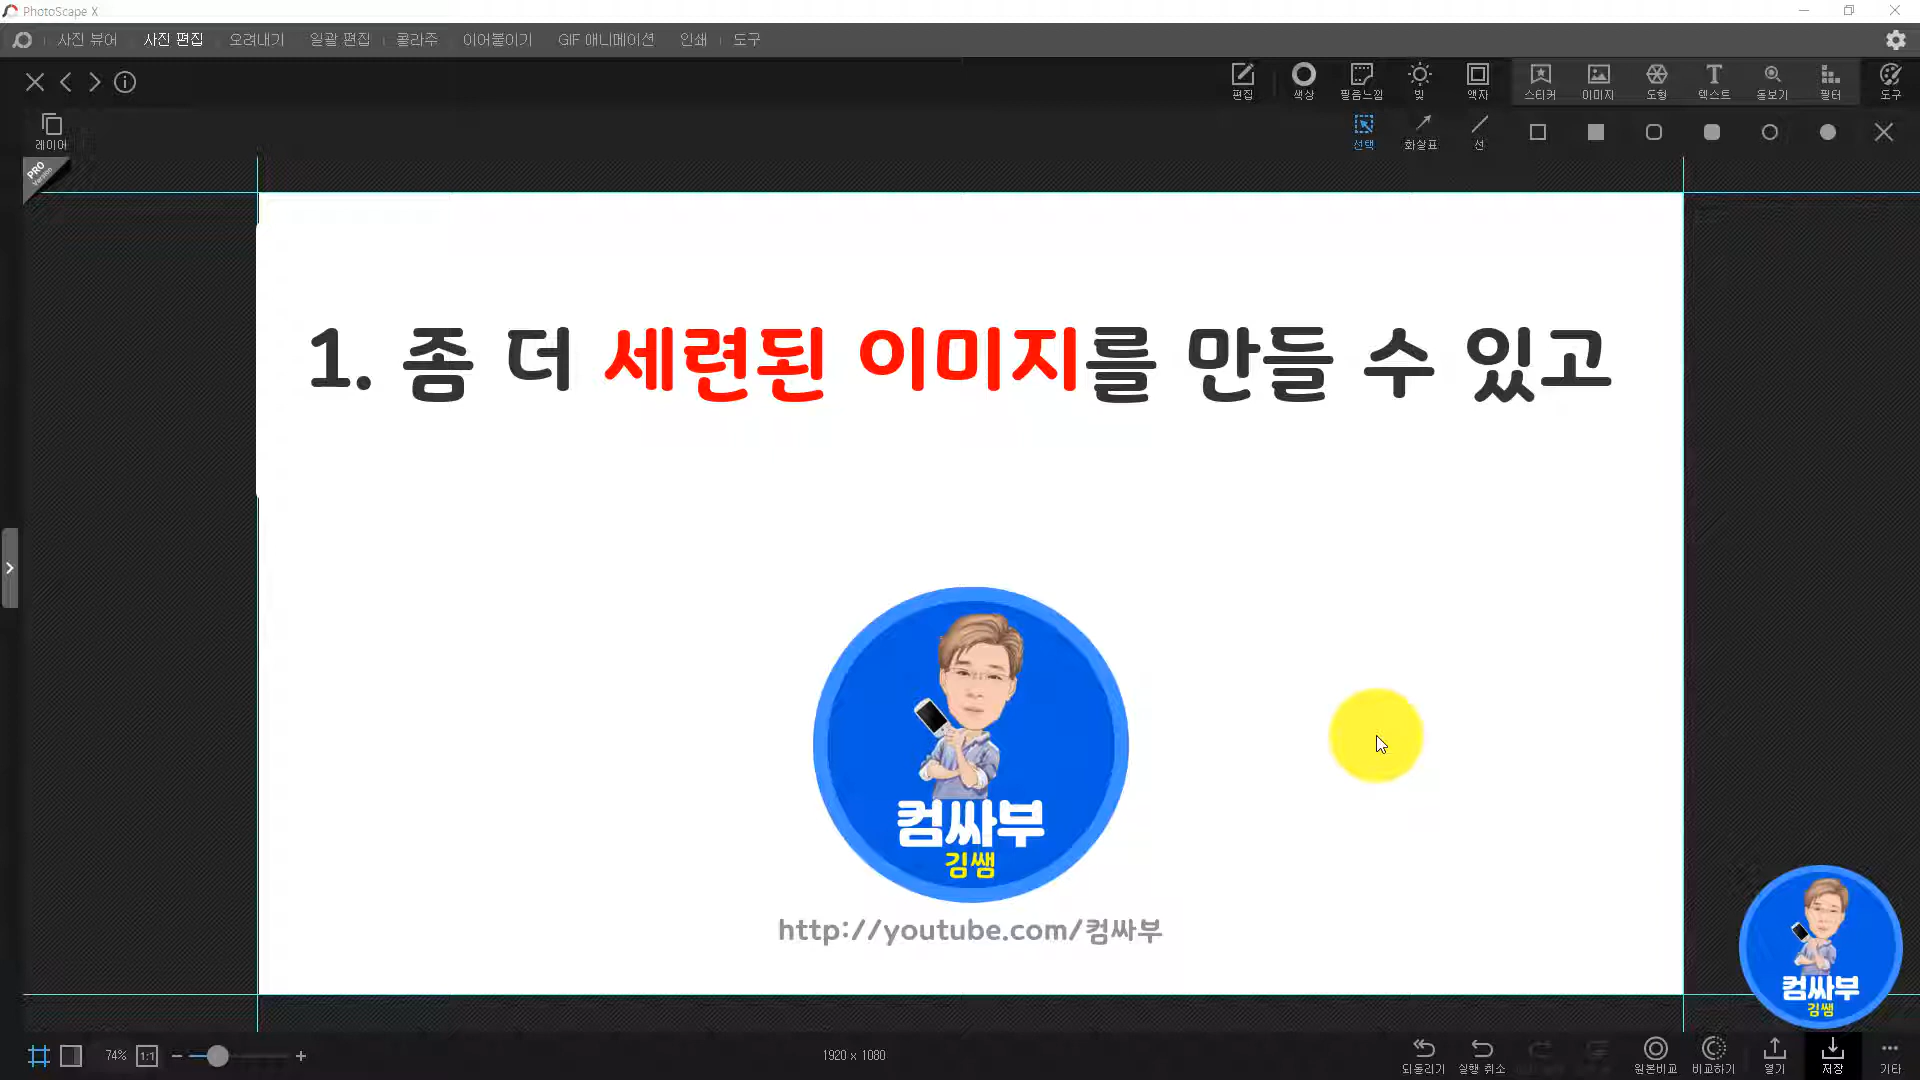 PhotoScape X
사진 뷰어 사진 편집 오려내기 일괄 편집 콜라주 이어붙이기 GIF 애니메이션 인쇄 도구
편집 색상 필름느낌 빛 액자 스티커 이미지 도형 텍스트 돋보기 필터 도구
레이어 선택 화살표 선
PRO
Version
1. 좀 더 세련된 이미지를 만들 수 있고
컴싸부
김쌤
http://youtube.com/컴싸부
컴싸부
김쌤
74% 1:1 1920 x 1080
되돌리기 실행 취소 원본비교 비교하기 열기 저장 기타